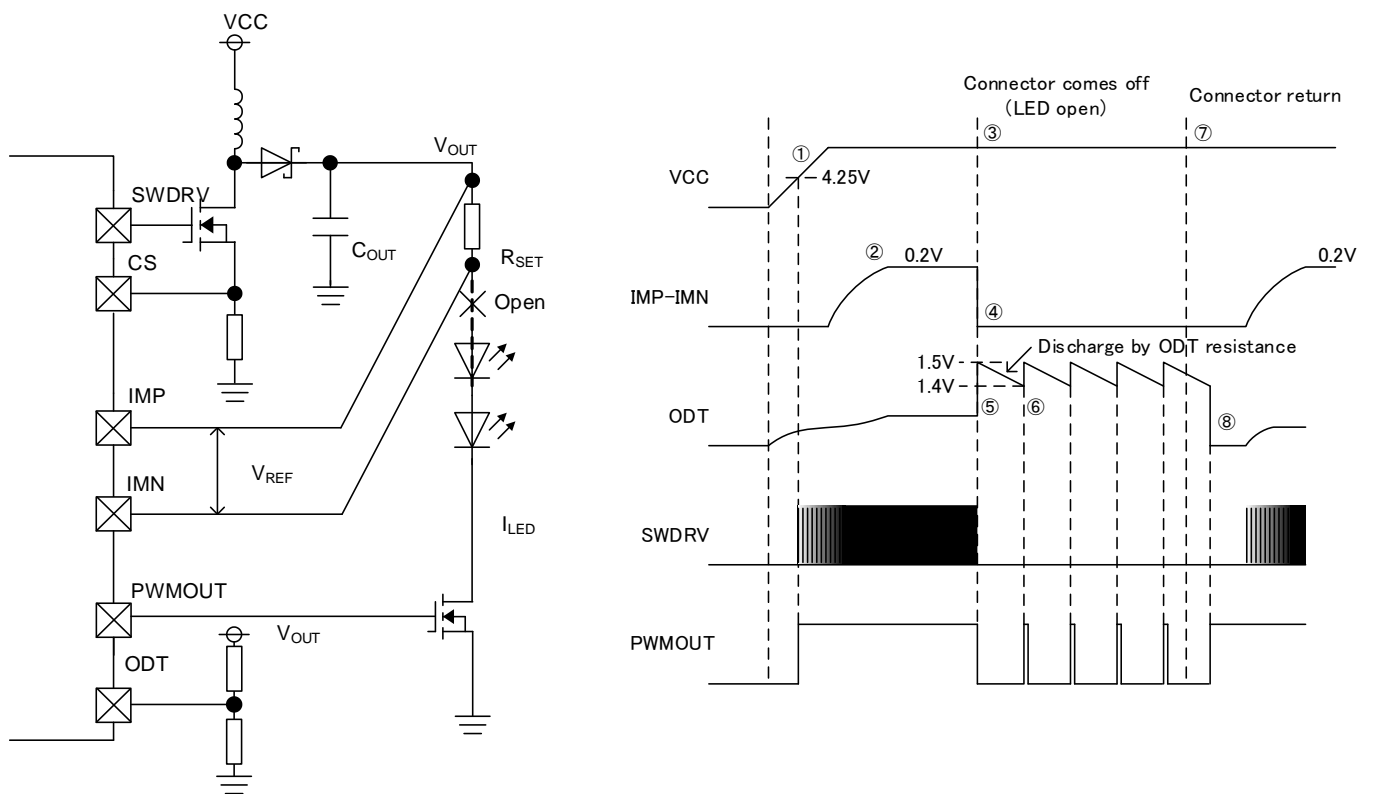 VCC
VOUT
SWDRV
COUT
RSET
CS
Open
IMP
VREF
IMN
ILED
PWMOUT
VOUT
ODT
Connector comes off
(LED open)
Connector return
①
③
⑦
VCC
4.25V
②
0.2V
0.2V
IMP-IMN
④
Discharge by ODT resistance
1.5V
1.4V
⑤
⑥
ODT
⑧
SWDRV
PWMOUT